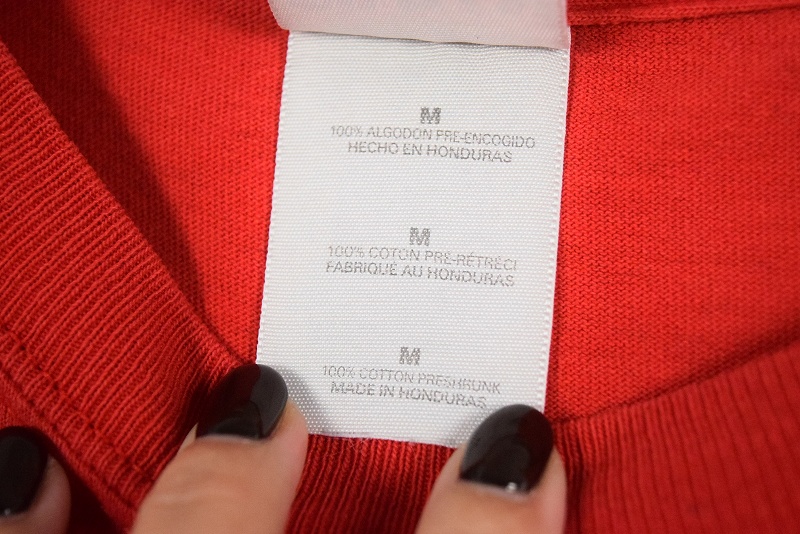 M
100% ALGODON PRE-ENCOGIDO
HECHO EN HONDURAS
M
100% COTON PRÉ-RÉTRÉCI
FABRIQUÉ AU HONDURAS
M
100% COTTON PRESHRUNK
MADE IN HONDURAS